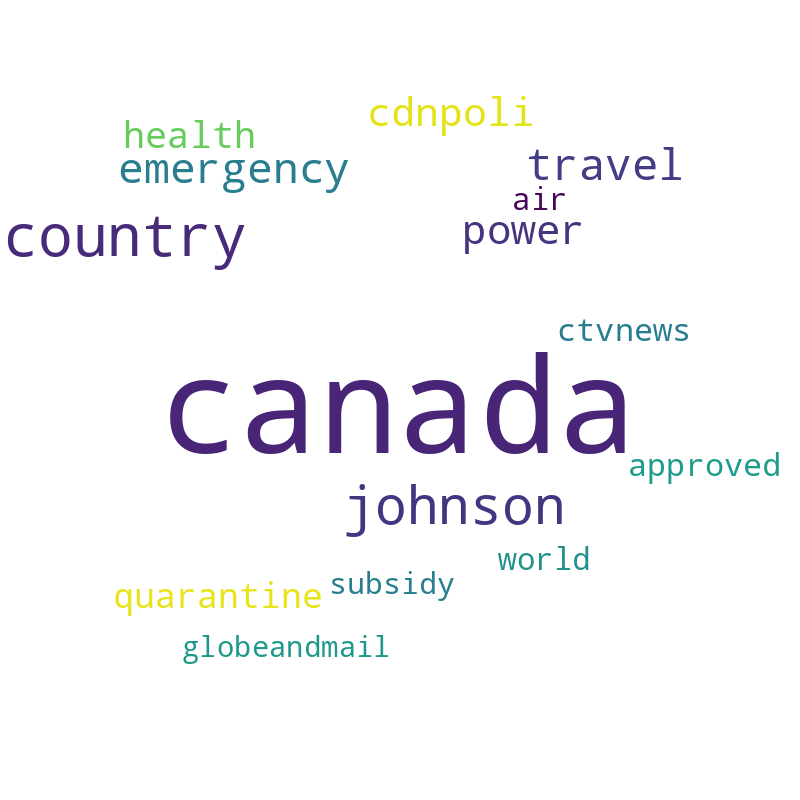 cdnpoli
health
emergency
travel
air
power
country
ctvnews
canada
approved
johnson
world
subsidy
quarantine
globeandmail